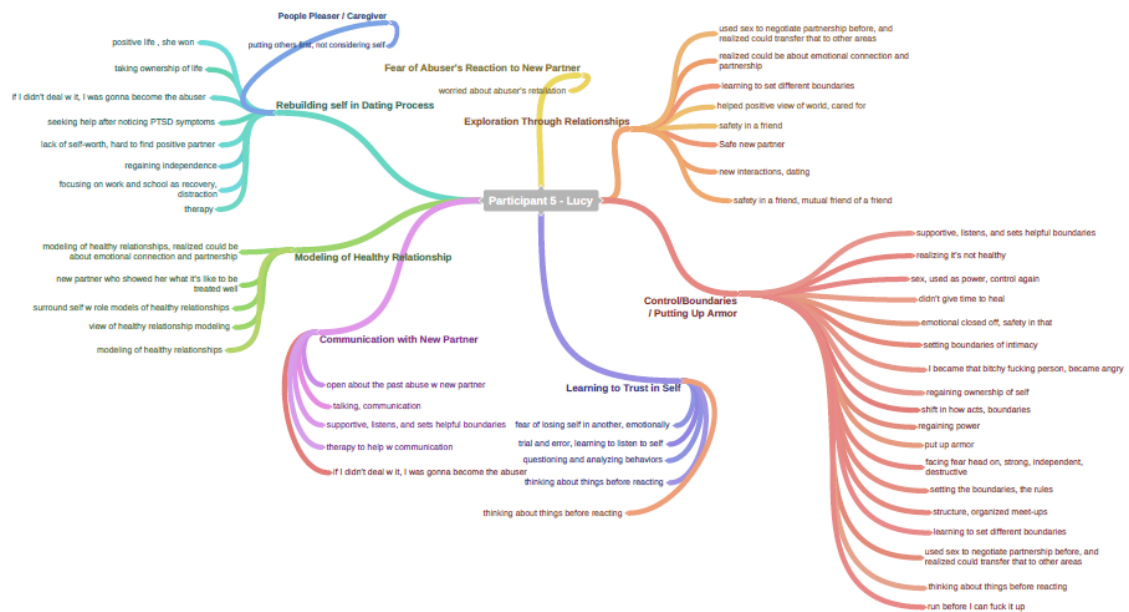 People Pleaser / Caregiver
putting others first, not considering self
positive life , she won
taking ownership of life
if I didn't deal w it, I was gonna become the abuser
Rebuilding self in Dating Process
seeking help after noticing PTSD symptoms
lack of self-worth, hard to find positive partner
regaining independence
focusing on work and school as recovery,
distraction
therapy
Fear of Abuser's Reaction to New Partner
worried about abuser's retaliation
Exploration Through Relationships
used sex to negotiate partnership before, and
realized could transfer that to other areas
realized could be about emotional connection and
partnership
learning to set different boundaries
helped positive view of world, cared for
safety in a friend
Safe new partner
new interactions, dating
safety in a friend, mutual friend of a friend
Participant 5 - Lucy
modeling of healthy relationships, realized could be
about emotional connection and partnership
Modeling of Healthy Relationship
new partner who showed her what it's like to be
treated well
surround self w role models of healthy relationships
view of healthy relationship modeling
modeling of healthy relationships
Communication with New Partner
open about the past abuse w new partner
talking, communication
supportive, listens, and sets helpful boundaries
therapy to help w communication
if I didn't deal w it, I was gonna become the abuser
Learning to Trust in Self
fear of losing self in another, emotionally
trial and error, learning to listen to self
questioning and analyzing behaviors
thinking about things before reacting
thinking about things before reacting
Control/Boundaries
/ Putting Up Armor
supportive, listens, and sets helpful boundaries
realizing it's not healthy
sex, used as power, control again
didn't give time to heal
emotional closed off, safety in that
setting boundaries of intimacy
I became that bitchy fucking person, became angry
regaining ownership of self
shift in how acts, boundaries
regaining power
put up armor
facing fear head on, strong, independent,
destructive
setting the boundaries, the rules
structure, organized meet-ups
learning to set different boundaries
used sex to negotiate partnership before, and
realized could transfer that to other areas
thinking about things before reacting
run before I can fuck it up